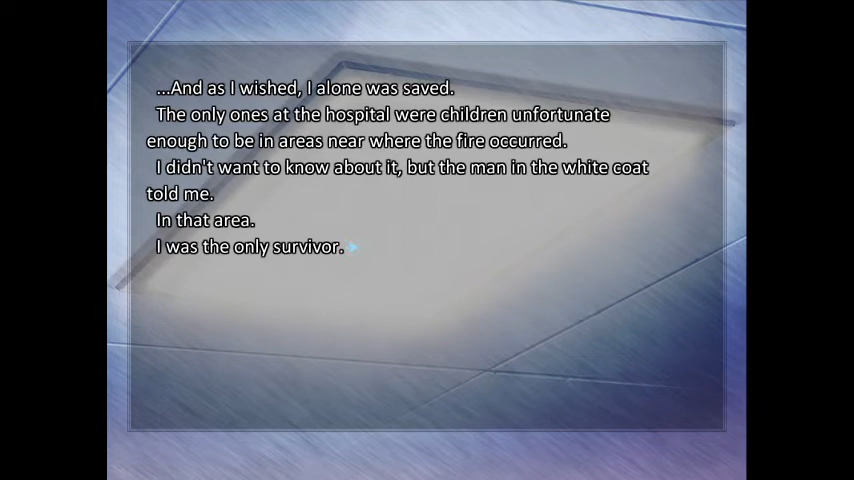 ...And as I wished, I alone was saved.
The only ones at the hospital were children unfortunate
enough to be in areas near where the fire occurred.
I didn't want to know about it, but the man in the white coat
told me.
In that area.
I was the only survivor.